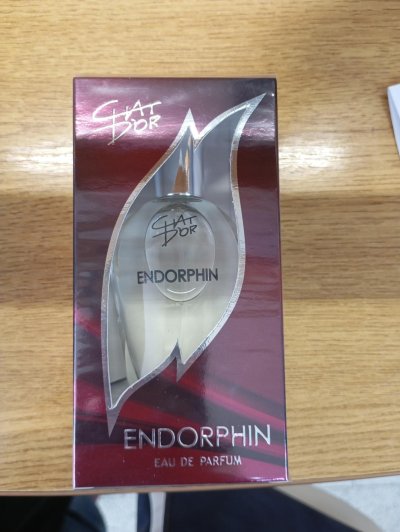 CHAT
D'OR
CHAT
D'OR
ENDORPHIN
ENDORPHIN
EAU DE PARFUM